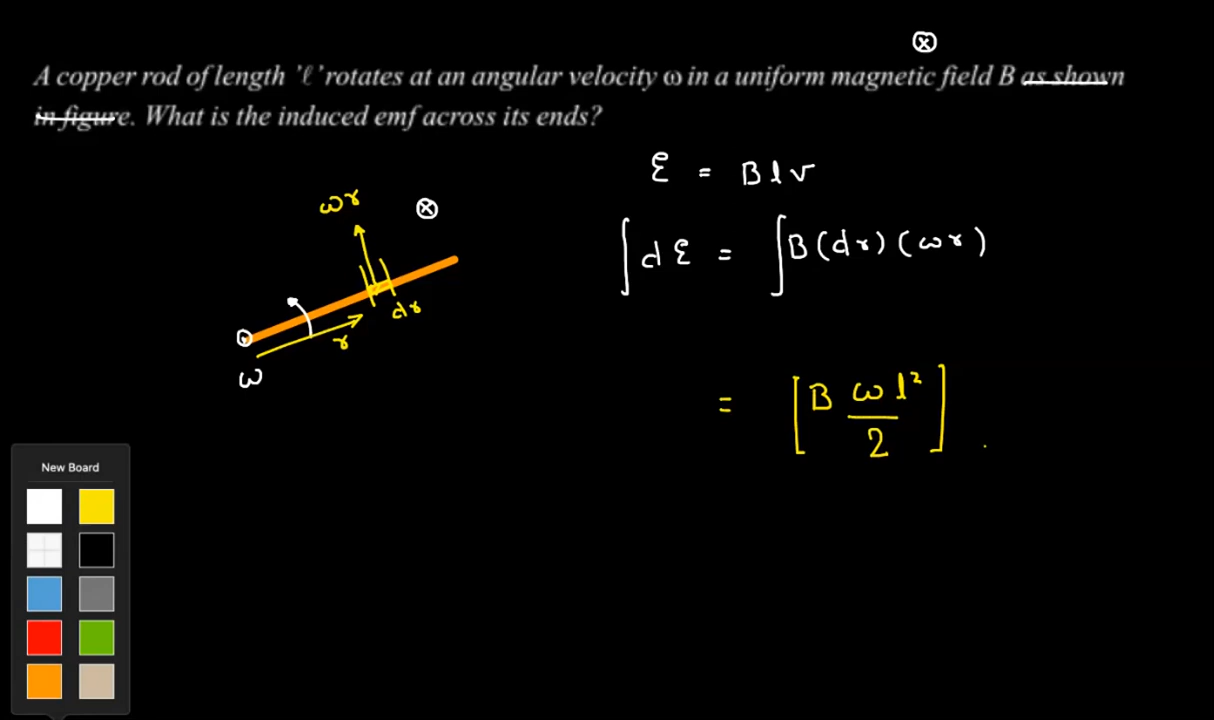 ⊗
A copper rod of length 'ℓ' rotates at an angular velocity ω in a uniform magnetic field B as shown
in figure. What is the induced emf across its ends?
ε = B l v
ωr ⊗
∫dε = ∫B(dr)(ωr)
dr
r
ω
= [B ωl²/2]
New Board